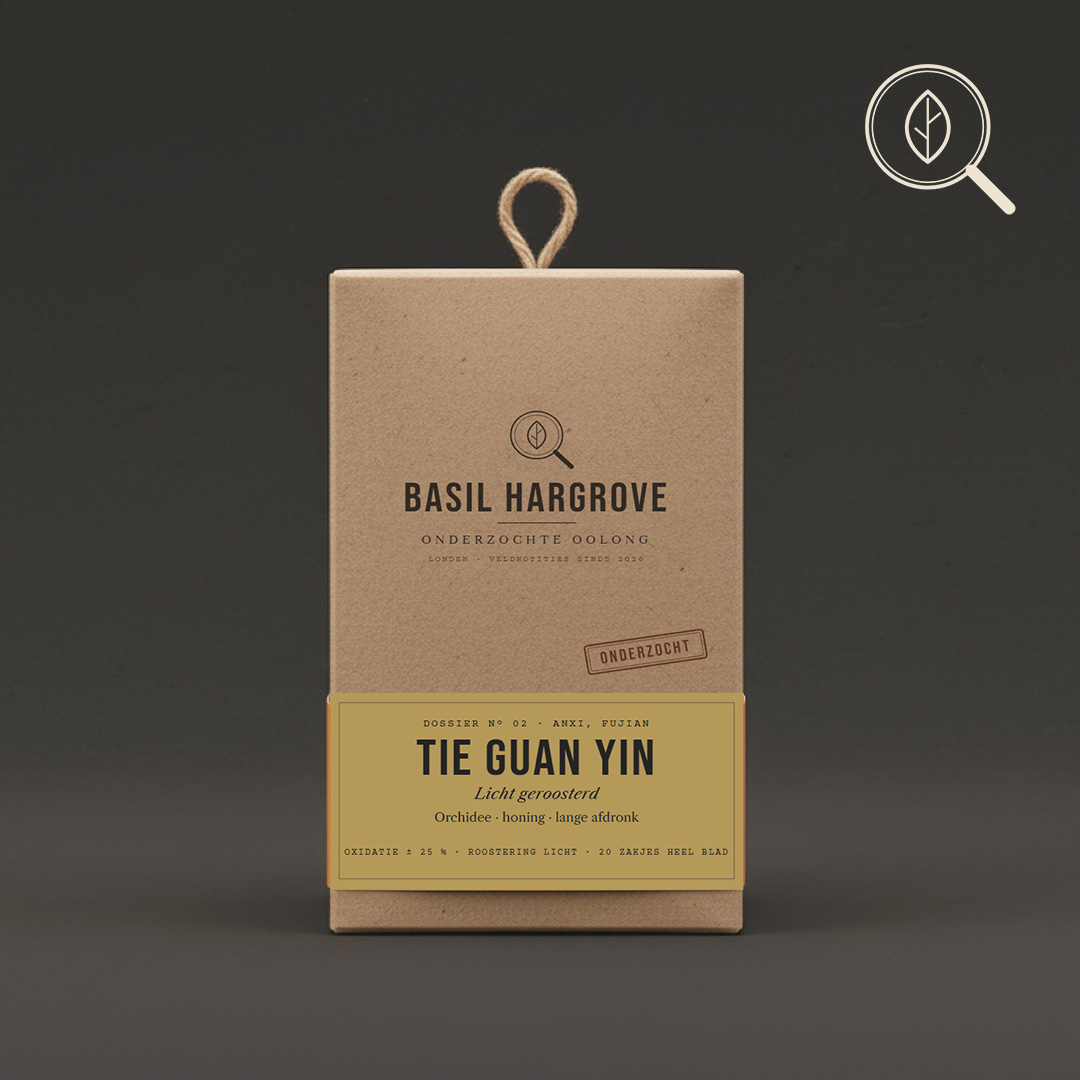 BASIL HARGROVE
ONDERZOCHTE OOLONG
LONDEN - VELDNOTITIES SINDS 2026
ONDERZOCHT
DOSSIER Nº 02 · ANXI, FUJIAN
TIE GUAN YIN
Licht geroosterd
Orchidee · honing · lange afdronk
OXIDATIE ± 25 % · ROOSTERING LICHT · 20 ZAKJES HEEL BLAD